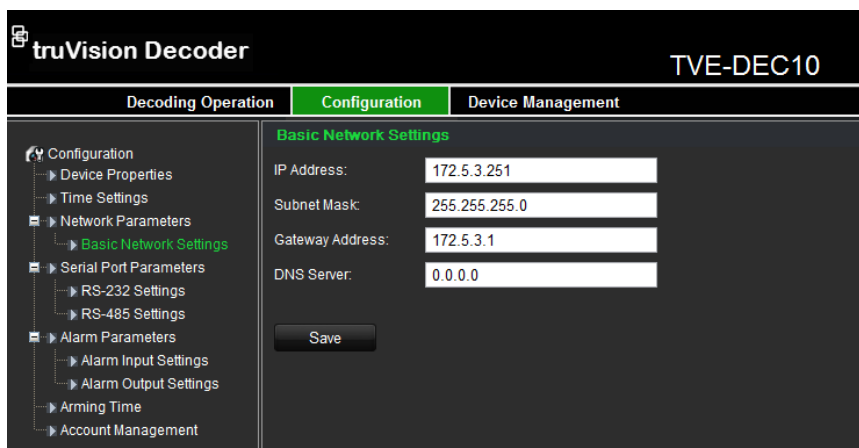 truVision Decoder
TVE-DEC10
Decoding Operation Configuration Device Management
Configuration
Device Properties
Time Settings
Network Parameters
Basic Network Settings
Serial Port Parameters
RS-232 Settings
RS-485 Settings
Alarm Parameters
Alarm Input Settings
Alarm Output Settings
Arming Time
Account Management
Basic Network Settings
IP Address: 172.5.3.251
Subnet Mask: 255.255.255.0
Gateway Address: 172.5.3.1
DNS Server: 0.0.0.0
Save